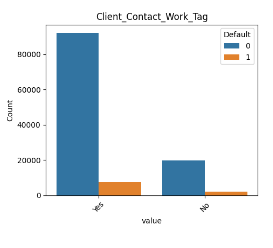 Client_Contact_Work_Tag
Default
0
1
80000
60000
40000
20000
0
Count
Yes
No
value